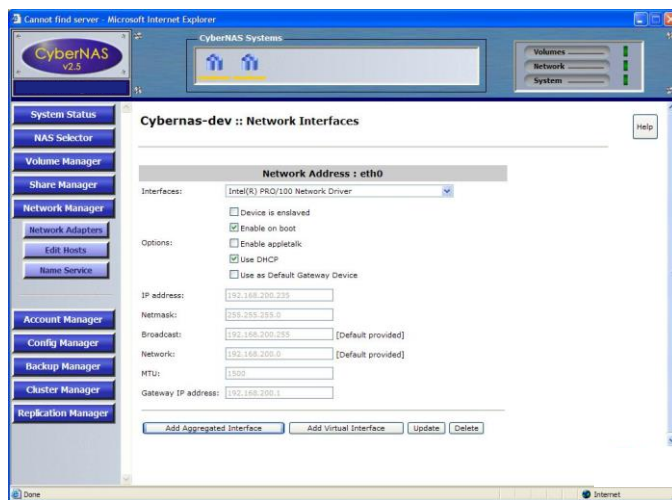 Cannot find server - Microsoft Internet Explorer
CyberNAS
v2.5
CyberNAS Systems
Volumes
Network
System
System Status
NAS Selector
Volume Manager
Share Manager
Network Manager
Network Adapters
Edit Hosts
Name Service
Account Manager
Config Manager
Backup Manager
Cluster Manager
Replication Manager
Cybernas-dev :: Network Interfaces
Help
Network Address : eth0
Interfaces: Intel(R) PRO/100 Network Driver
Device is enslaved
Enable on boot
Options: Enable appletalk
Use DHCP
Use as Default Gateway Device
IP address: 192.168.200.235
Netmask: 255.255.255.0
Broadcast: 192.168.200.255 [Default provided]
Network: 192.168.200.0 [Default provided]
MTU: 1500
Gateway IP address: 192.168.200.1
Add Aggregated Interface Add Virtual Interface Update Delete
Done Internet